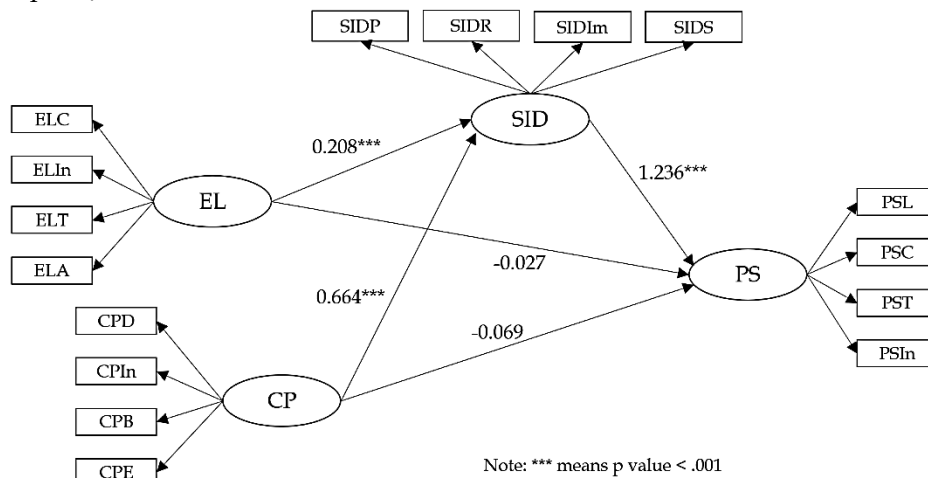 SIDP
SIDR
SIDIm
SIDS
ELC
ELIn
ELT
ELA
EL
SID
0.208***
1.236***
-0.027
0.664***
-0.069
PS
PSL
PSC
PST
PSIn
CPD
CPIn
CPB
CPE
CP
Note: *** means p value < .001